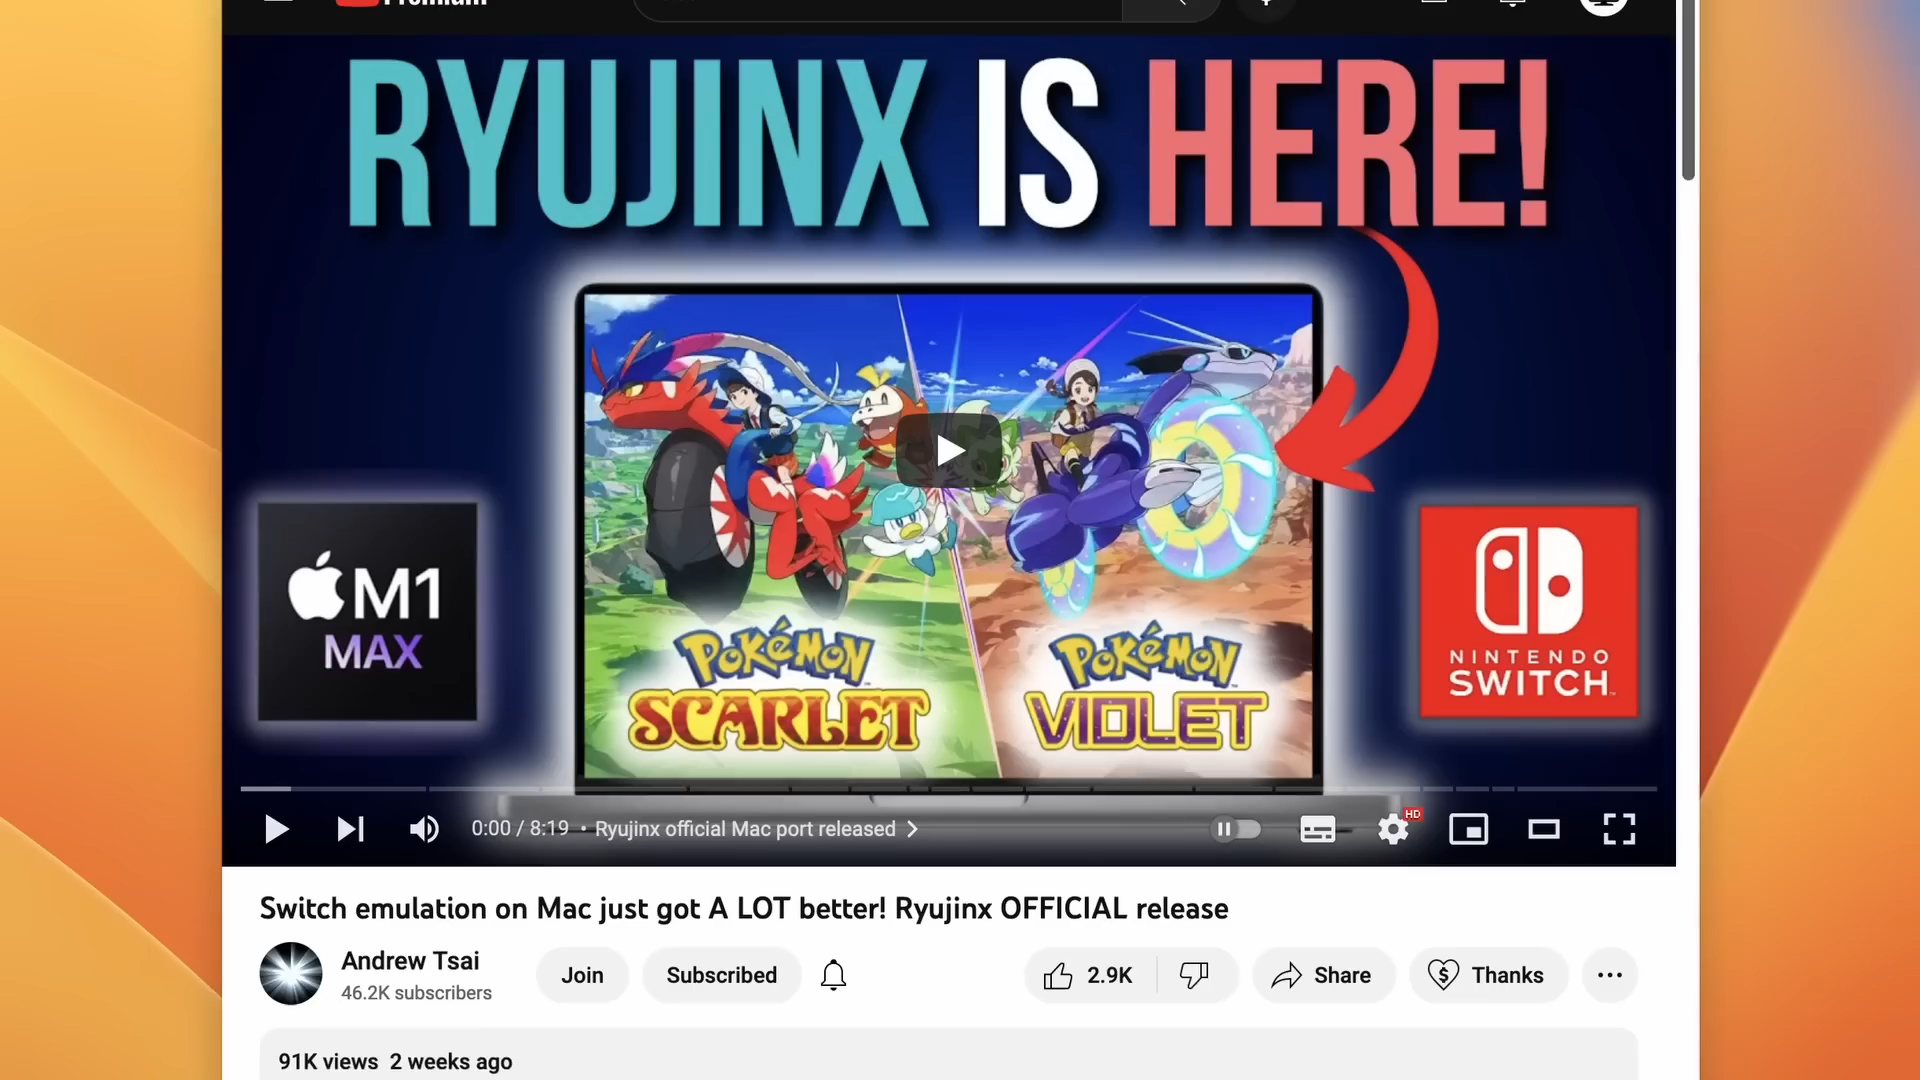 Premium
RYUJINX IS HERE!
M1
MAX
POKéMON
SCARLET
POKéMON
VIOLET
NINTENDO
SWITCH
0:00 / 8:19 • Ryujinx official Mac port released
HD
Switch emulation on Mac just got A LOT better! Ryujinx OFFICIAL release
Andrew Tsai
46.2K subscribers
Join
Subscribed
2.9K
Share
Thanks
91K views 2 weeks ago